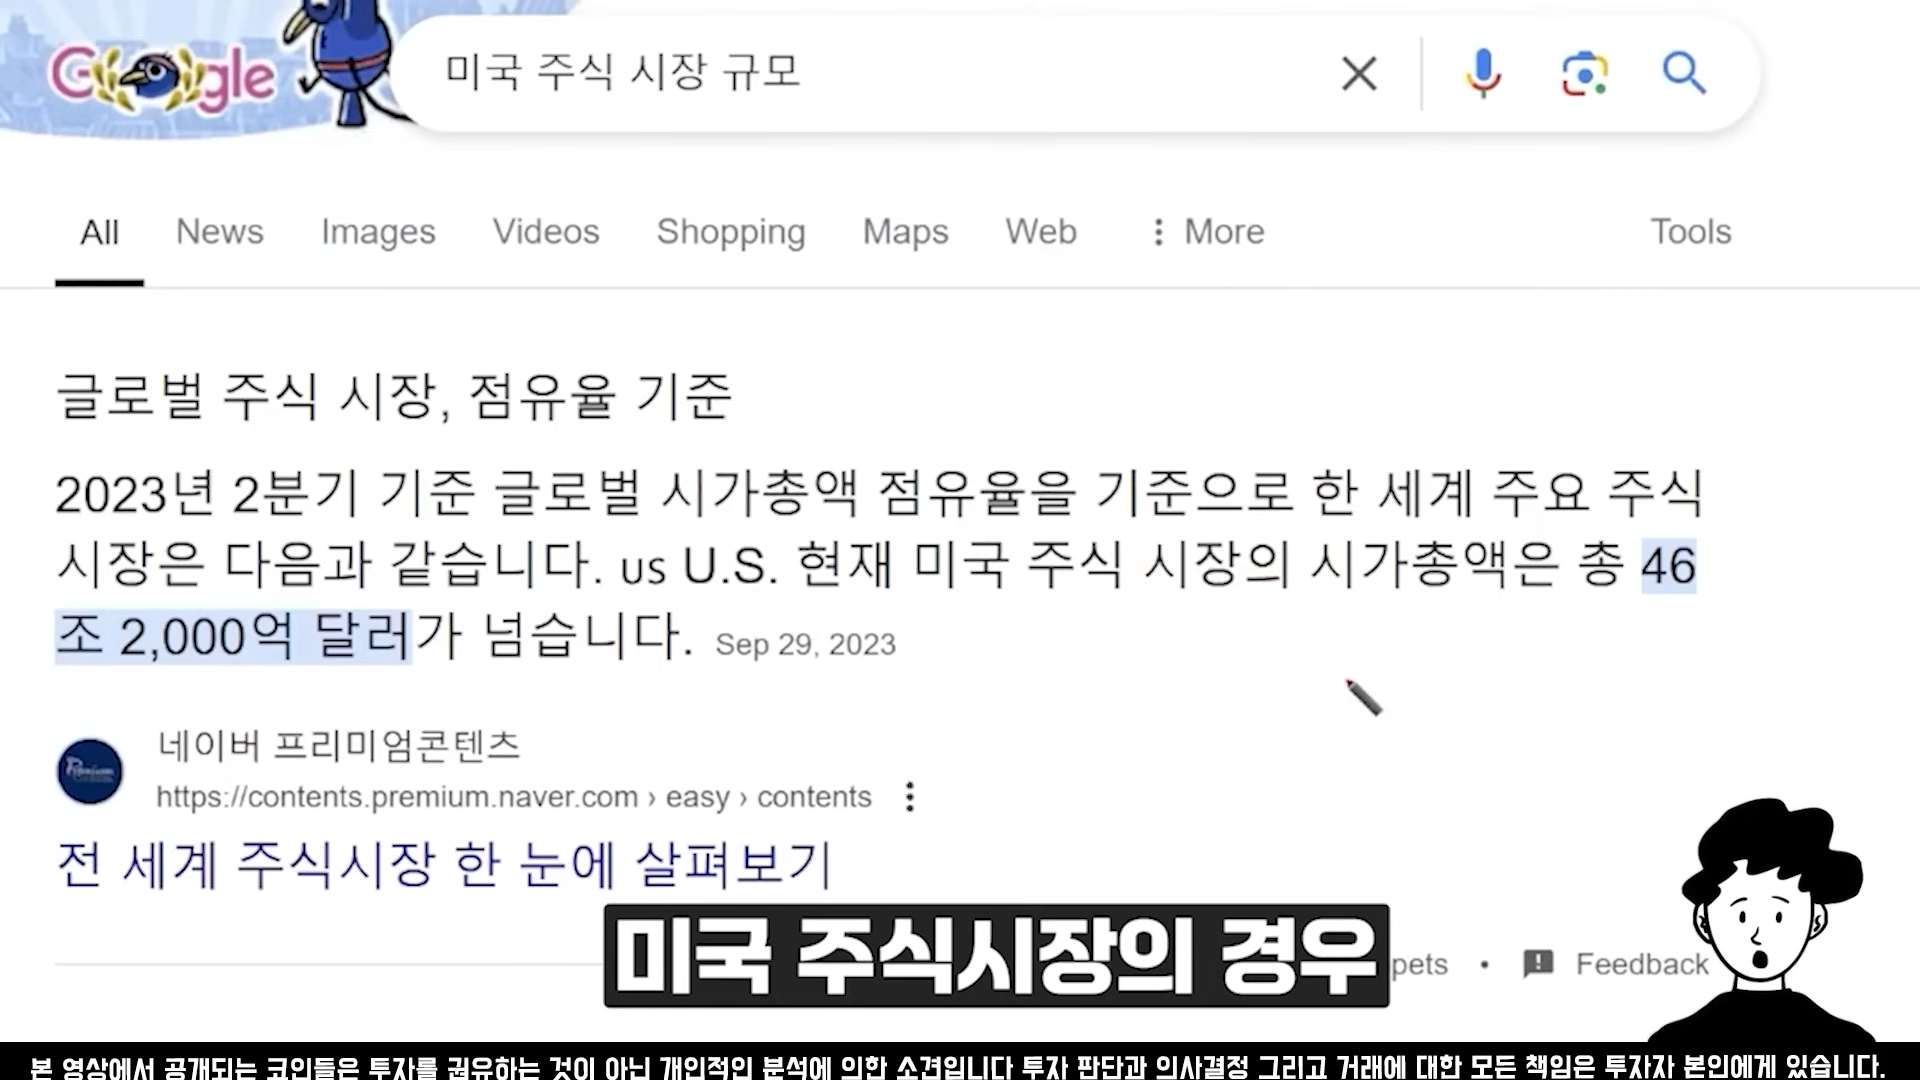 Google
미국 주식 시장 규모
All News Images Videos Shopping Maps Web More Tools
글로벌 주식 시장, 점유율 기준
2023년 2분기 기준 글로벌 시가총액 점유율을 기준으로 한 세계 주요 주식
시장은 다음과 같습니다. us U.S. 현재 미국 주식 시장의 시가총액은 총 46
조 2,000억 달러가 넘습니다. Sep 29, 2023
Premium
네이버 프리미엄콘텐츠
https://contents.premium.naver.com › easy › contents
전 세계 주식시장 한 눈에 살펴보기
미국 주식시장의 경우
pets • Feedback
본 영상에서 공개되는 코인들은 투자를 권유하는 것이 아닌 개인적인 분석에 의한 소견입니다 투자 판단과 의사결정 그리고 거래에 대한 모든 책임은 투자자 본인에게 있습니다.